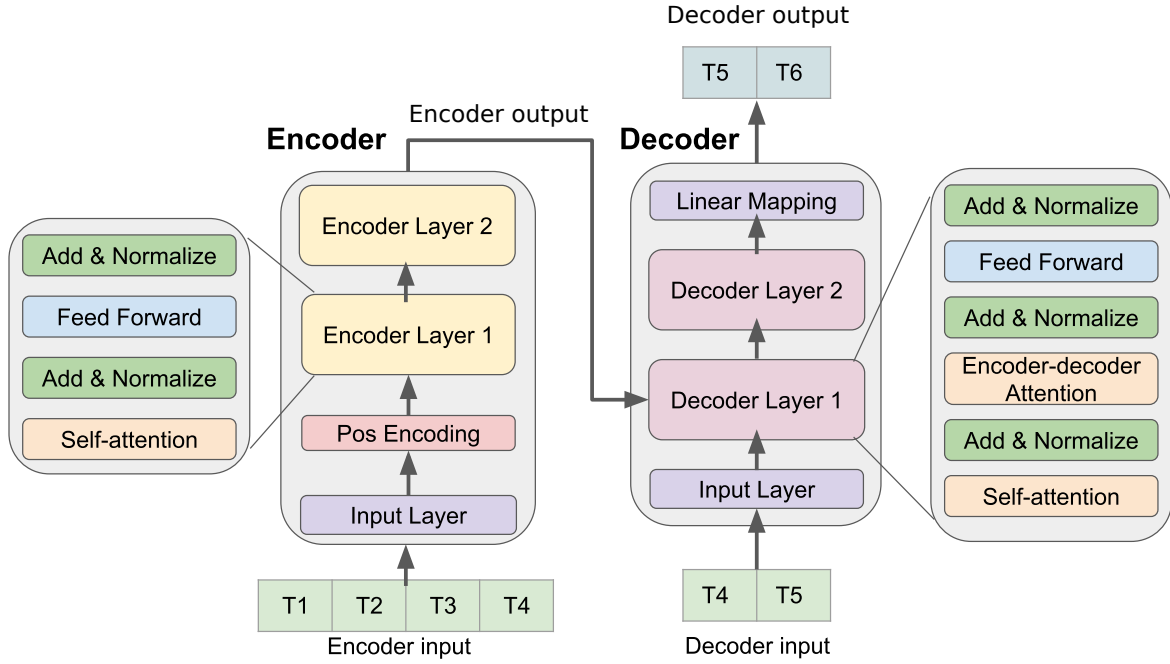 Decoder output
T5 T6
Encoder output
Encoder
Decoder
Add & Normalize
Feed Forward
Add & Normalize
Self-attention
Encoder Layer 2
Encoder Layer 1
Pos Encoding
Input Layer
T1 T2 T3 T4
Encoder input
Linear Mapping
Decoder Layer 2
Decoder Layer 1
Input Layer
T4 T5
Decoder input
Add & Normalize
Feed Forward
Add & Normalize
Encoder-decoder
Attention
Add & Normalize
Self-attention